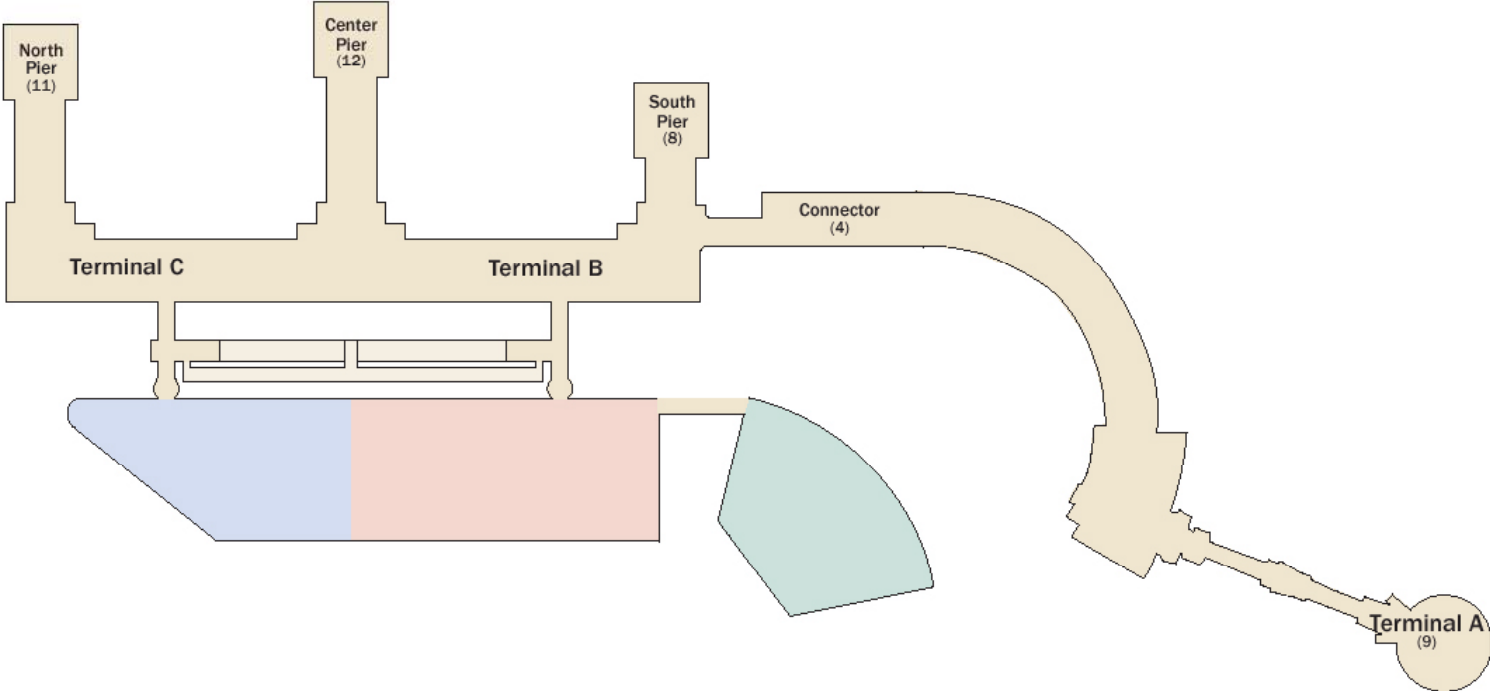 North
Pier
(11)
Center
Pier
(12)
South
Pier
(8)
Connector
(4)
Terminal C
Terminal B
Terminal A
(9)